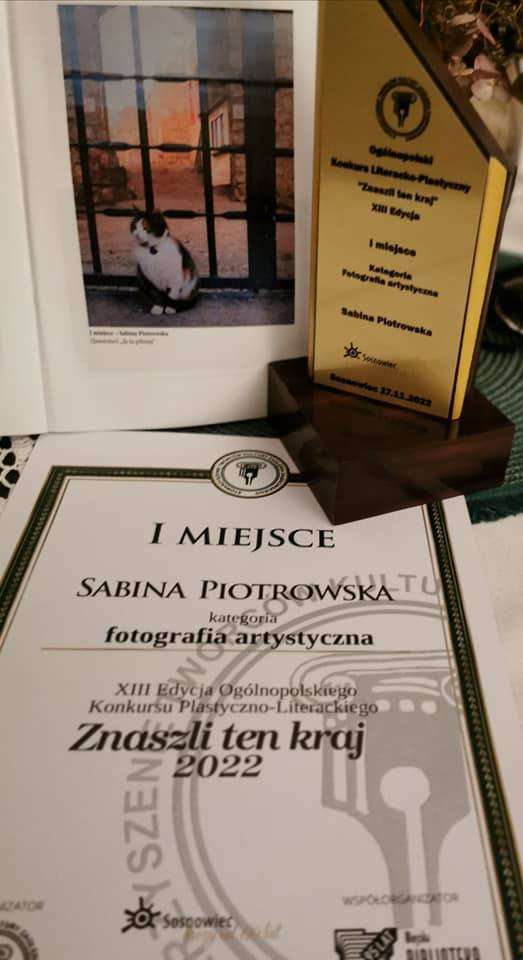 I miejsce – Sabina Piotrowska
Ogólnopolski
Konkurs Literacko-Plastyczny
"Znaszli ten kraj"
XIII Edycja
I miejsce
Kategoria
Fotografia artystyczna
Sabina Piotrowska
Sosnowiec
Sosnowiec 17.11.2022
I MIEJSCE
SABINA PIOTROWSKA
kategoria
fotografia artystyczna
XIII Edycja Ogólnopolskiego
Konkursu Plastyczno-Literackiego
Znaszli ten kraj
2022
WSPÓŁORGANIZATOR
Sosnowiec